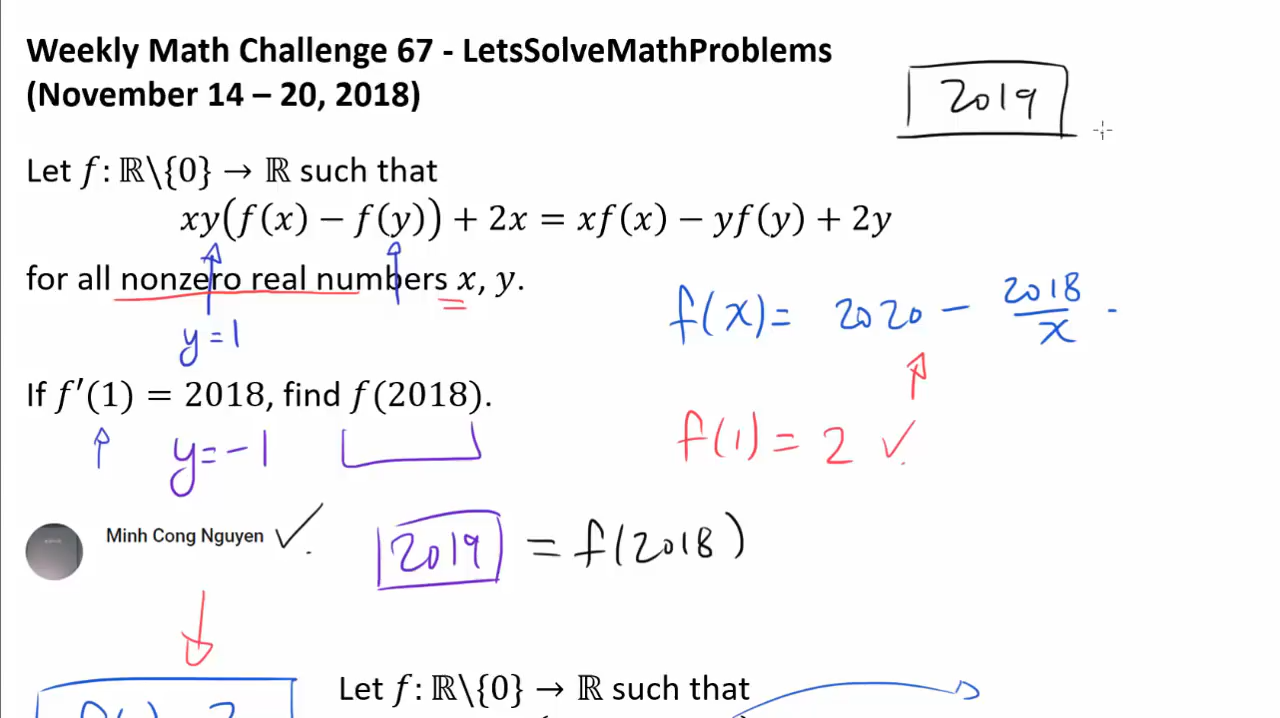 Weekly Math Challenge 67 - LetsSolveMathProblems
(November 14 – 20, 2018)
2019
Let f: ℝ\{0} → ℝ such that
xy(f(x) − f(y)) + 2x = xf(x) − yf(y) + 2y
for all nonzero real numbers x, y.
f(x) = 2020 − 2018/x .
y=1
If f′(1) = 2018, find f(2018).
y=-1
f(1) = 2 ✓
Minh Cong Nguyen ✓
2019 = f(2018)
Let f: ℝ\{0} → ℝ such that